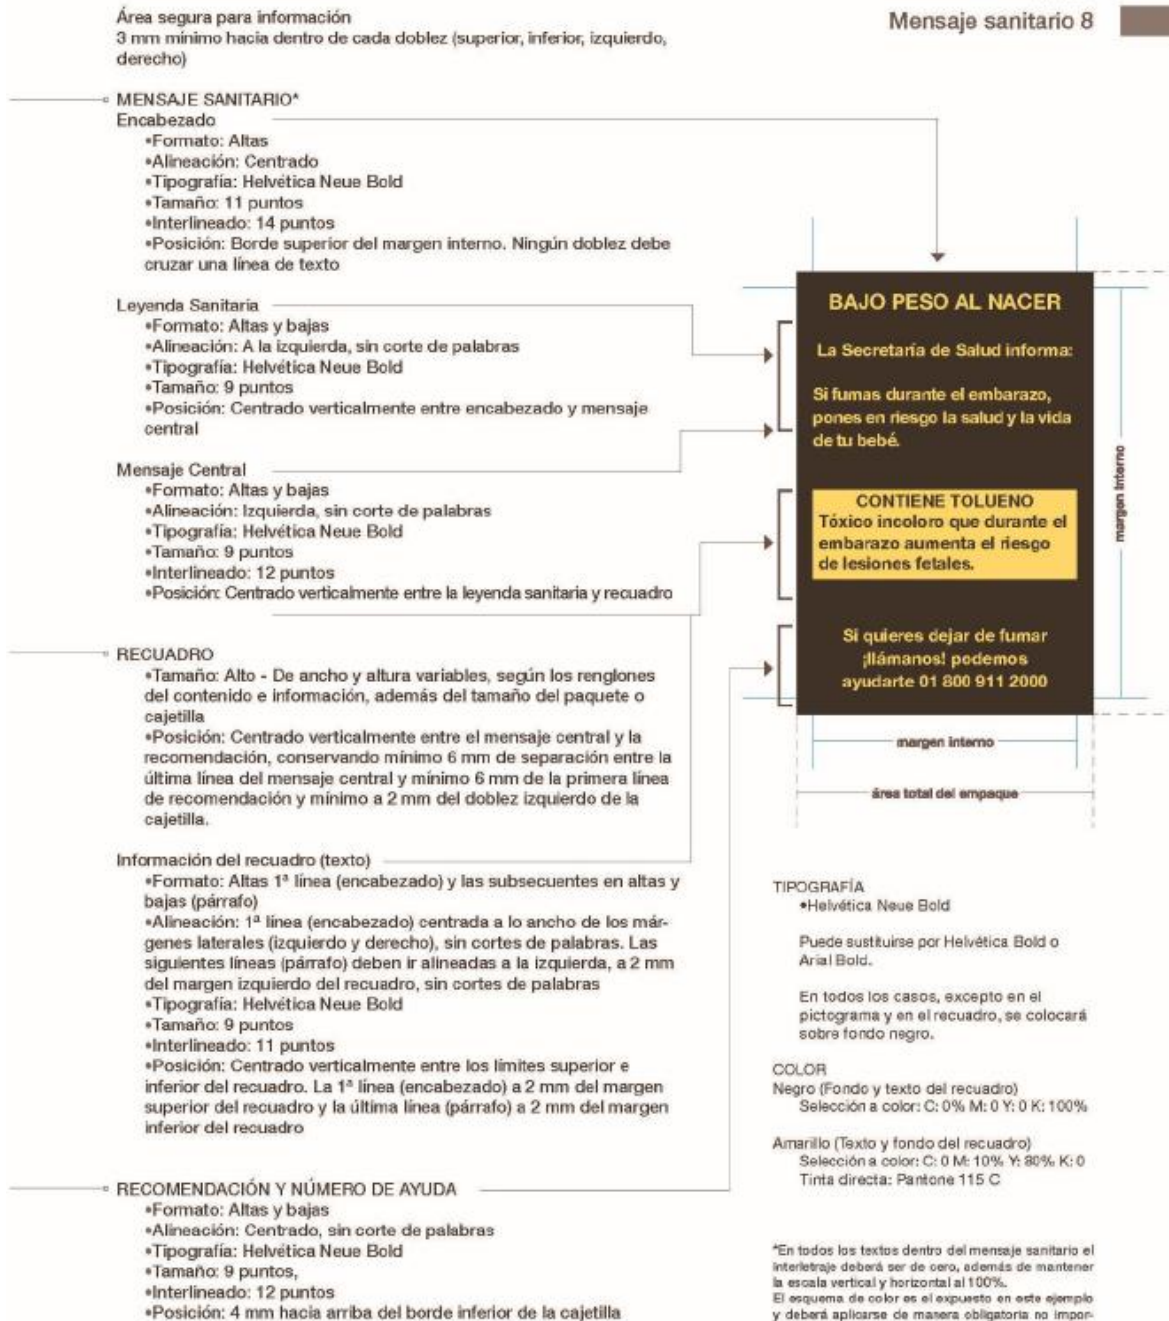 Área segura para información
3 mm mínimo hacia dentro de cada doblez (superior, inferior, izquierdo,
derecho)
Mensaje sanitario 8
MENSAJE SANITARIO*
Encabezado
•Formato: Altas
•Alineación: Centrado
•Tipografía: Helvética Neue Bold
•Tamaño: 11 puntos
•Interlineado: 14 puntos
•Posición: Borde superior del margen interno. Ningún doblez debe
cruzar una línea de texto
Leyenda Sanitaria
•Formato: Altas y bajas
•Alineación: A la izquierda, sin corte de palabras
•Tipografía: Helvética Neue Bold
•Tamaño: 9 puntos
•Posición: Centrado verticalmente entre encabezado y mensaje
central
Mensaje Central
•Formato: Altas y bajas
•Alineación: Izquierda, sin corte de palabras
•Tipografía: Helvética Neue Bold
•Tamaño: 9 puntos
•Interlineado: 12 puntos
•Posición: Centrado verticalmente entre la leyenda sanitaria y recuadro
RECUADRO
•Tamaño: Alto - De ancho y altura variables, según los renglones
del contenido e información, además del tamaño del paquete o
cajetilla
•Posición: Centrado verticalmente entre el mensaje central y la
recomendación, conservando mínimo 6 mm de separación entre la
última línea del mensaje central y mínimo 6 mm de la primera línea
de recomendación y mínimo a 2 mm del doblez izquierdo de la
cajetilla.
Información del recuadro (texto)
•Formato: Altas 1ª línea (encabezado) y las subsecuentes en altas y
bajas (párrafo)
•Alineación: 1ª línea (encabezado) centrada a lo ancho de los már-
genes laterales (izquierdo y derecho), sin cortes de palabras. Las
siguientes líneas (párrafo) deben ir alineadas a la izquierda, a 2 mm
del margen izquierdo del recuadro, sin cortes de palabras
•Tipografía: Helvética Neue Bold
•Tamaño: 9 puntos
•Interlineado: 11 puntos
•Posición: Centrado verticalmente entre los límites superior e
inferior del recuadro. La 1ª línea (encabezado) a 2 mm del margen
superior del recuadro y la última línea (párrafo) a 2 mm del margen
inferior del recuadro
RECOMENDACIÓN Y NÚMERO DE AYUDA
•Formato: Altas y bajas
•Alineación: Centrado, sin corte de palabras
•Tipografía: Helvética Neue Bold
•Tamaño: 9 puntos,
•Interlineado: 12 puntos
•Posición: 4 mm hacia arriba del borde inferior de la cajetilla
BAJO PESO AL NACER
La Secretaría de Salud informa:
Si fumas durante el embarazo,
pones en riesgo la salud y la vida
de tu bebé.
CONTIENE TOLUENO
Tóxico incoloro que durante el
embarazo aumenta el riesgo
de lesiones fetales.
Si quieres dejar de fumar
¡llámanos! podemos
ayudarte 01 800 911 2000
margen interno
margen interno
área total del empaque
TIPOGRAFÍA
•Helvética Neue Bold
Puede sustituirse por Helvética Bold o
Arial Bold.
En todos los casos, excepto en el
pictograma y en el recuadro, se colocará
sobre fondo negro.
COLOR
Negro (Fondo y texto del recuadro)
Selección a color: C: 0% M: 0 Y: 0 K: 100%
Amarillo (Texto y fondo del recuadro)
Selección a color: C: 0 M: 10% Y: 80% K: 0
Tinta directa: Pantone 115 C
*En todos los textos dentro del mensaje sanitario el
interletraje deberá ser de cero, además de mantener
la escala vertical y horizontal al 100%.
El esquema de color es el expuesto en este ejemplo
y deberá aplicarse de manera obligatoria no impor-